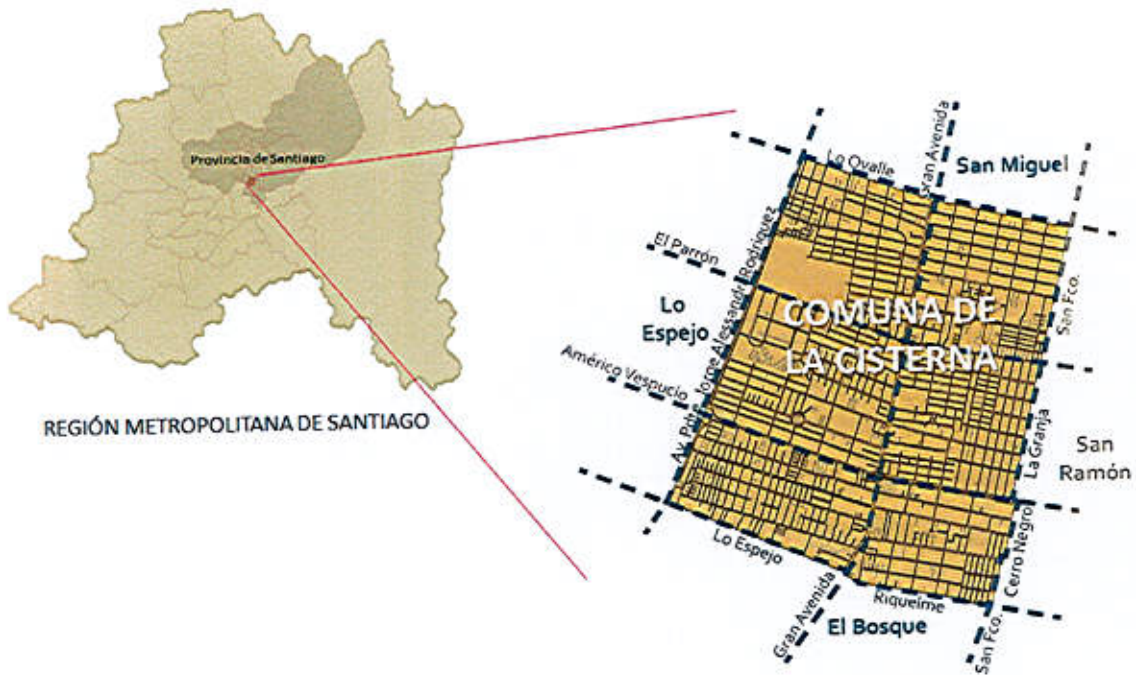 Provincia de Santiago
REGIÓN METROPOLITANA DE SANTIAGO
Lo Ovalle
Gran Avenida
San Miguel
El Parrón
Lo
Espejo
Américo Vespucio
Av. Pdte. Jorge Alessandri Rodriquez
COMUNA DE
LA CISTERNA
San Fco.
La Granja
San
Ramón
Cerro Negro
Lo Espejo
Riquelme
Gran Avenida
El Bosque
San Fco.